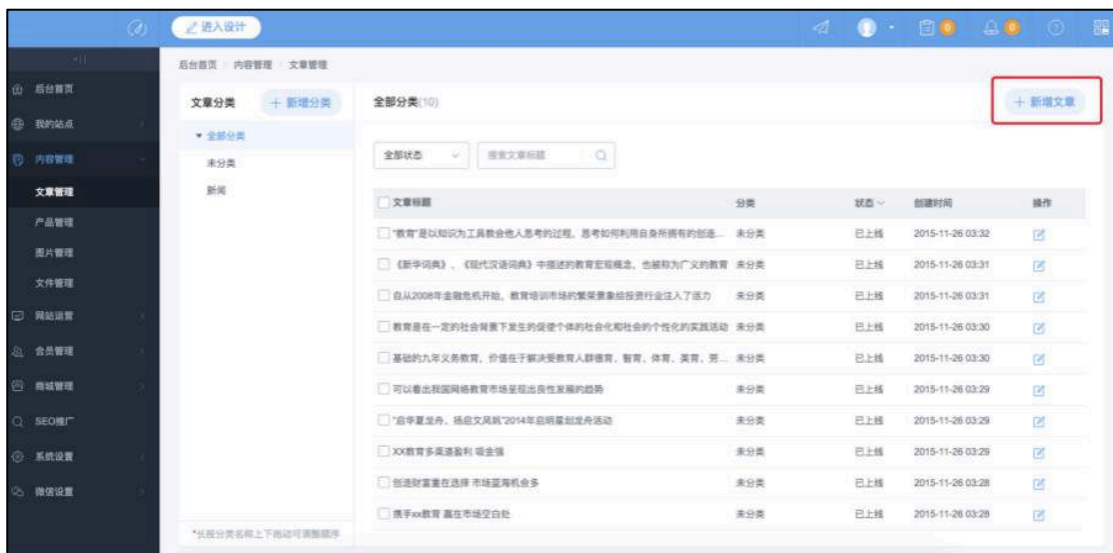 进入设计
0
0
后台首页 内容管理 文章管理
后台首页
我的站点
内容管理
文章管理
产品管理
图片管理
文件管理
网站运营
会员管理
商城管理
SEO推广
系统设置
微信设置
文章分类 + 新增分类
全部分类
未分类
新闻
*长按分类名称上下拖动可调整顺序
全部分类(10) + 新增文章
全部状态 搜索文章标题
文章标题 分类 状态 创建时间 操作
"教育"是以知识为工具教会他人思考的过程，思考如何利用自身所拥有的创造... 未分类 已上线 2015-11-26 03:32
《新华词典》、《现代汉语词典》中描述的教育宏观概念，也被称为广义的教育 未分类 已上线 2015-11-26 03:31
自从2008年金融危机开始，教育培训市场的繁荣景象给投资行业注入了活力 未分类 已上线 2015-11-26 03:31
教育是在一定的社会背景下发生的促使个体的社会化和社会的个性化的实践活动 未分类 已上线 2015-11-26 03:30
基础的九年义务教育，价值在于解决受教育人群德育、智育、体育、美育、劳... 未分类 已上线 2015-11-26 03:30
可以看出我国网络教育市场呈现出良性发展的趋势 未分类 已上线 2015-11-26 03:29
"启华夏龙舟，扬启文风帆"2014年启明星划龙舟活动 未分类 已上线 2015-11-26 03:29
XX教育多渠道盈利 吸金强 未分类 已上线 2015-11-26 03:29
创造财富重在选择 市场蓝海机会多 未分类 已上线 2015-11-26 03:28
携手xx教育 赢在市场空白处 未分类 已上线 2015-11-26 03:28